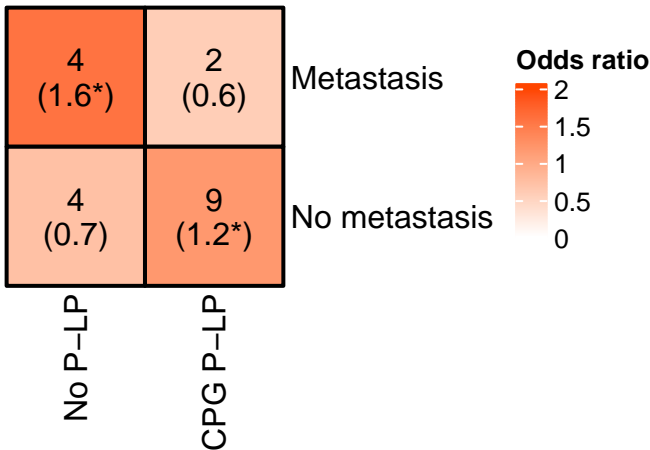 4
(1.6*)
2
(0.6)
Metastasis
4
(0.7)
9
(1.2*)
No metastasis
No P–LP
CPG P–LP
Odds ratio
2
1.5
1
0.5
0